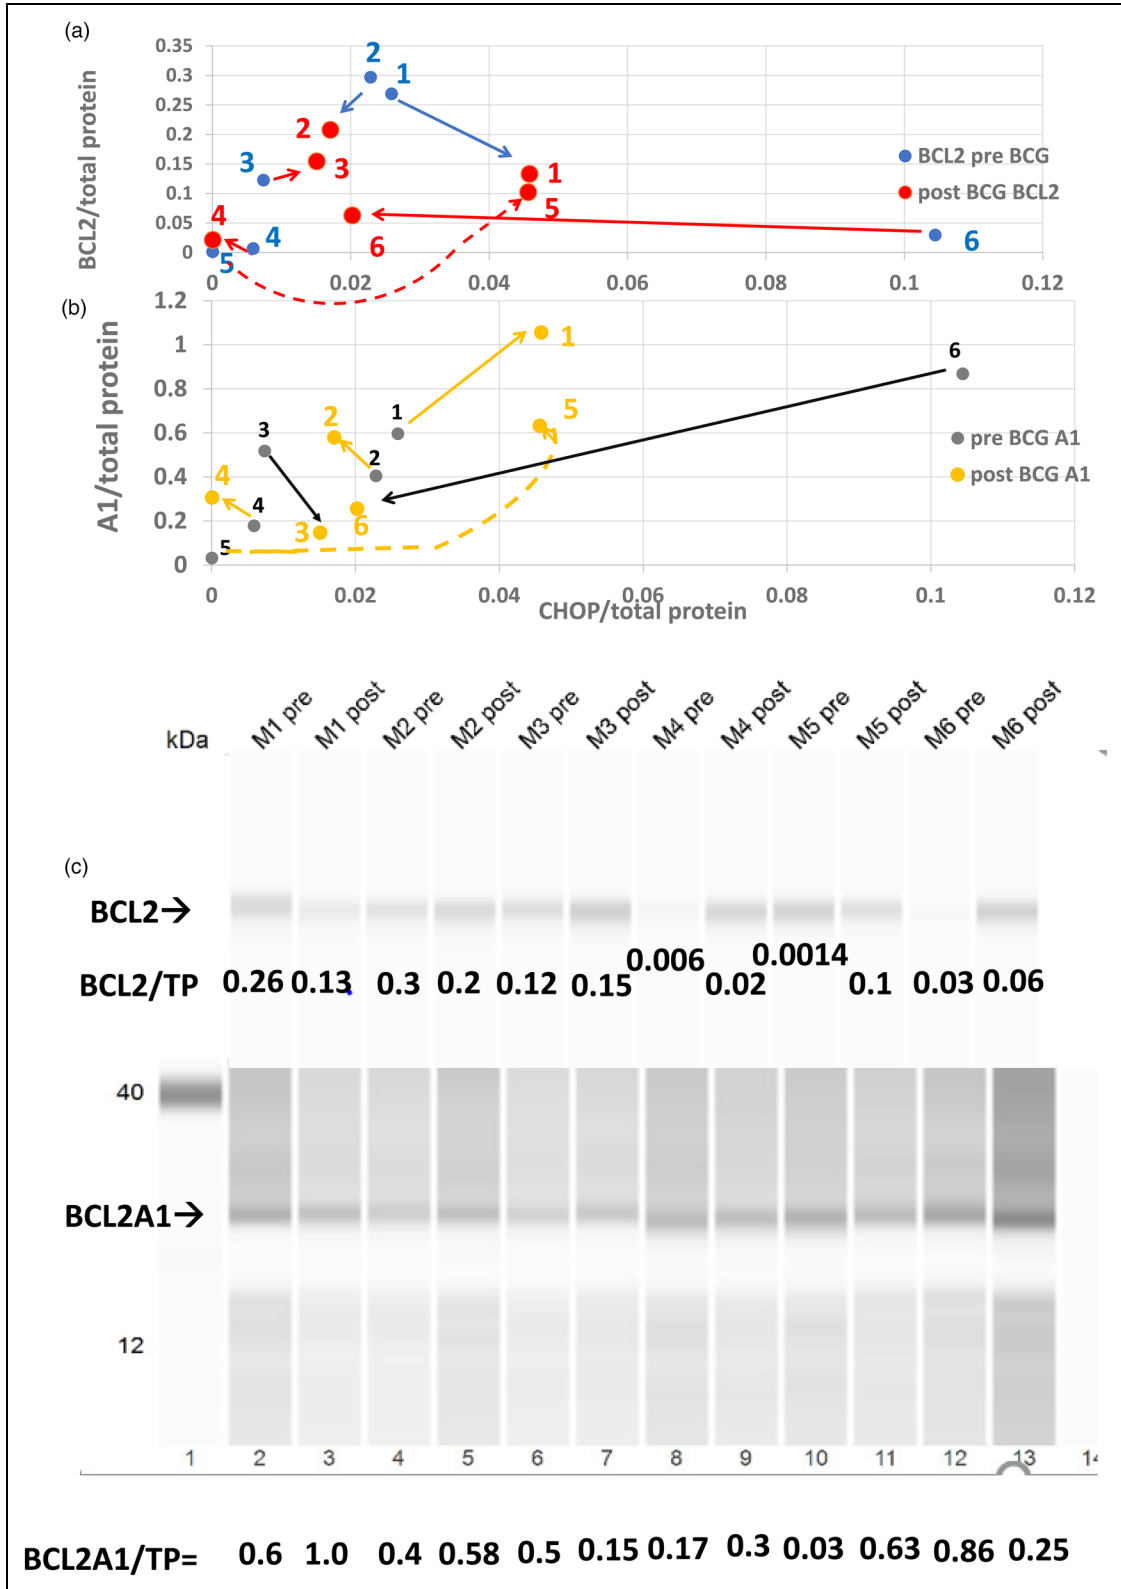 (a)
BCL2/total protein
0.35
0.3
0.25
0.2
0.15
0.1
0.05
0
0 0.02 0.04 0.06 0.08 0.1 0.12
2
1
2
3
3
1
5
4
4
5
6
6
BCL2 pre BCG
post BCG BCL2
(b)
A1/total protein
1.2
1
0.8
0.6
0.4
0.2
0
0 0.02 0.04 0.06 0.08 0.1 0.12
CHOP/total protein
1
6
5
2
1
3
2
4
4
3
6
5
pre BCG A1
post BCG A1
kDa M1 pre M1 post M2 pre M2 post M3 pre M3 post M4 pre M4 post M5 pre M5 post M6 pre M6 post
(c)
BCL2→
BCL2/TP 0.26 0.13 0.3 0.2 0.12 0.15 0.006 0.02 0.0014 0.1 0.03 0.06
40
BCL2A1→
12
1 2 3 4 5 6 7 8 9 10 11 12 13 14
BCL2A1/TP= 0.6 1.0 0.4 0.58 0.5 0.15 0.17 0.3 0.03 0.63 0.86 0.25